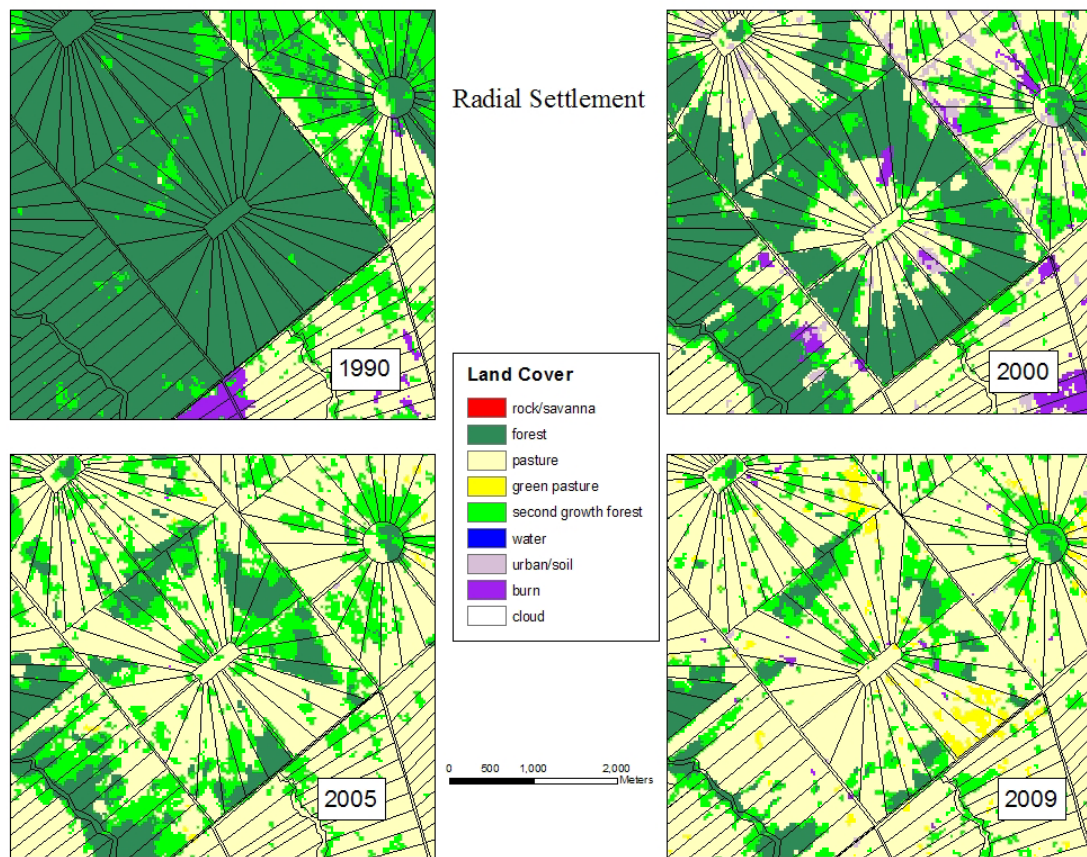 Radial Settlement
1990
2000
Land Cover
rock/savanna
forest
pasture
green pasture
second growth forest
water
urban/soil
burn
cloud
0 500 1,000 2,000
Meters
2005
2009